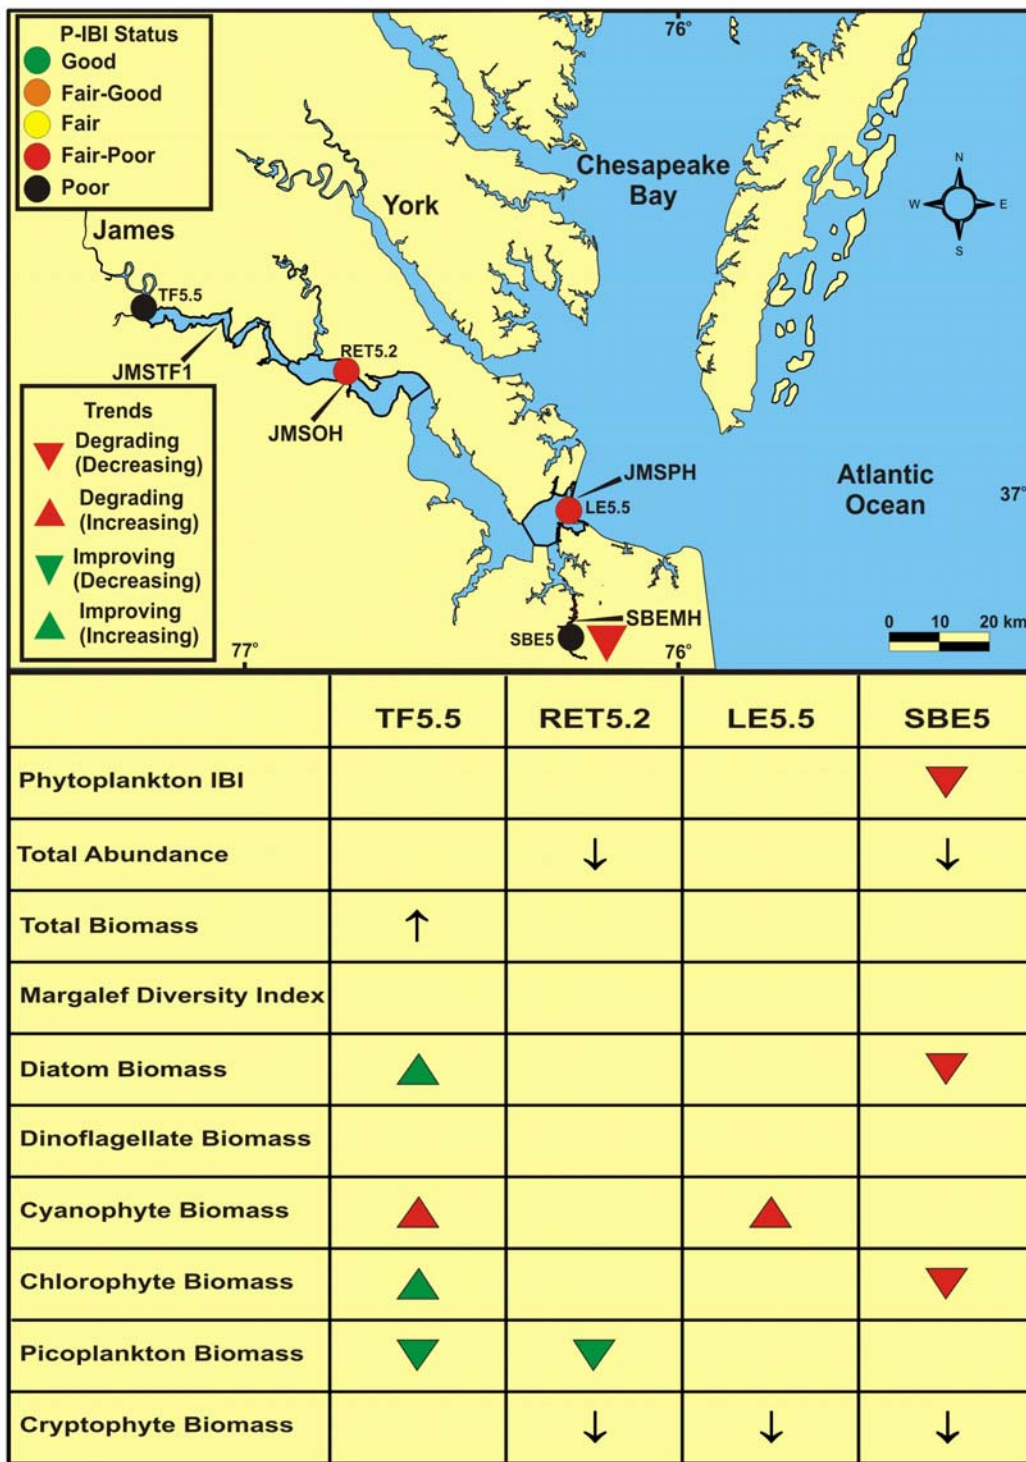 P-IBI Status
Good
Fair-Good
Fair
Fair-Poor
Poor
76°
Chesapeake
Bay
York
James
N
W
E
S
TF5.5
JMSTF1
RET5.2
JMSOH
Trends
Degrading
(Decreasing)
Degrading
(Increasing)
Improving
(Decreasing)
Improving
(Increasing)
JMSPH
LE5.5
Atlantic
Ocean
37°
SBEMH
SBE5
0 10 20 km
77°
76°
TF5.5 RET5.2 LE5.5 SBE5
Phytoplankton IBI
Total Abundance ↓ ↓
Total Biomass ↑
Margalef Diversity Index
Diatom Biomass
Dinoflagellate Biomass
Cyanophyte Biomass
Chlorophyte Biomass
Picoplankton Biomass
Cryptophyte Biomass ↓ ↓ ↓